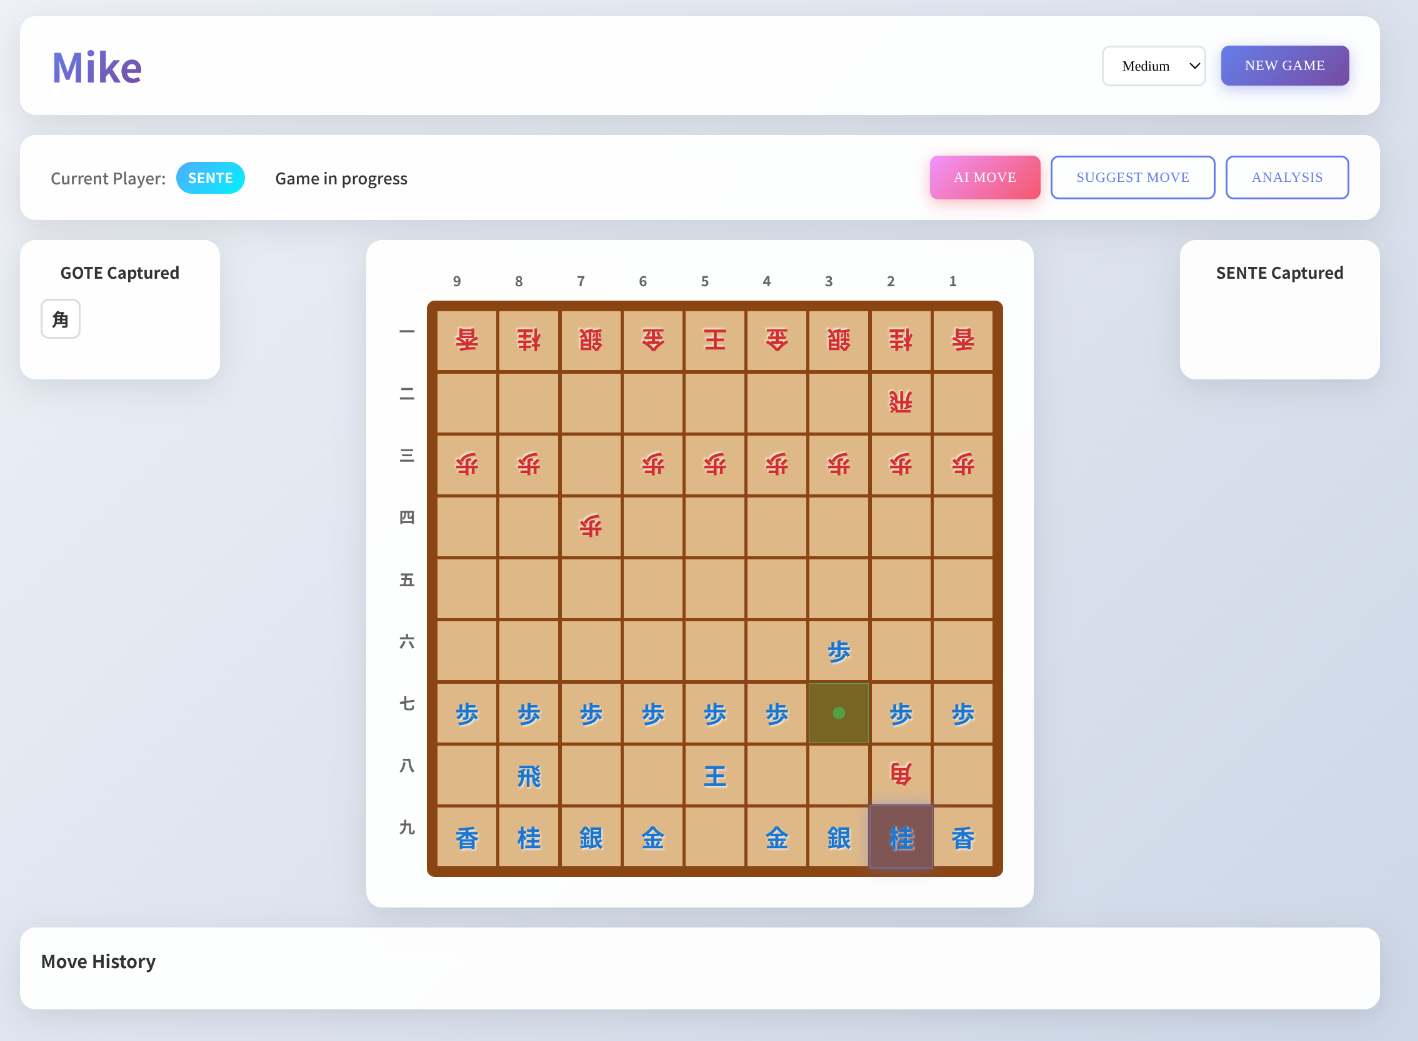 Mike
Medium
NEW GAME
Current Player: SENTE Game in progress
AI MOVE
SUGGEST MOVE
ANALYSIS
GOTE Captured
角
9 8 7 6 5 4 3 2 1
一 香 桂 銀 金 王 金 銀 桂 香
二 飛
三 歩 歩 歩 歩 歩 歩 歩 歩
四 歩
五
六 歩
七 歩 歩 歩 歩 歩 歩 歩 歩
八 飛 王 角
九 香 桂 銀 金 金 銀 桂 香
SENTE Captured
Move History